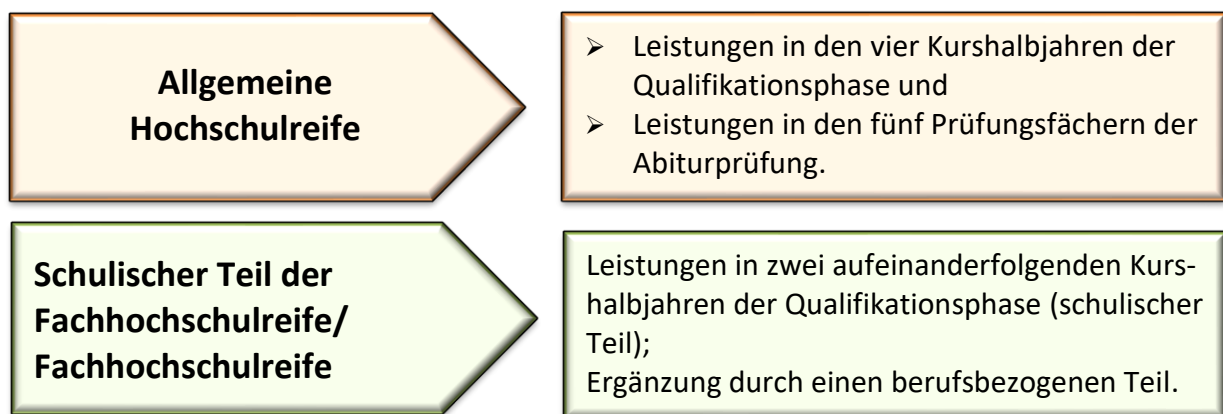 Allgemeine
Hochschulreife
➢ Leistungen in den vier Kurshalbjahren der
Qualifikationsphase und
➢ Leistungen in den fünf Prüfungsfächern der
Abiturprüfung.
Schulischer Teil der
Fachhochschulreife/
Fachhochschulreife
Leistungen in zwei aufeinanderfolgenden Kurs-
halbjahren der Qualifikationsphase (schulischer
Teil);
Ergänzung durch einen berufsbezogenen Teil.